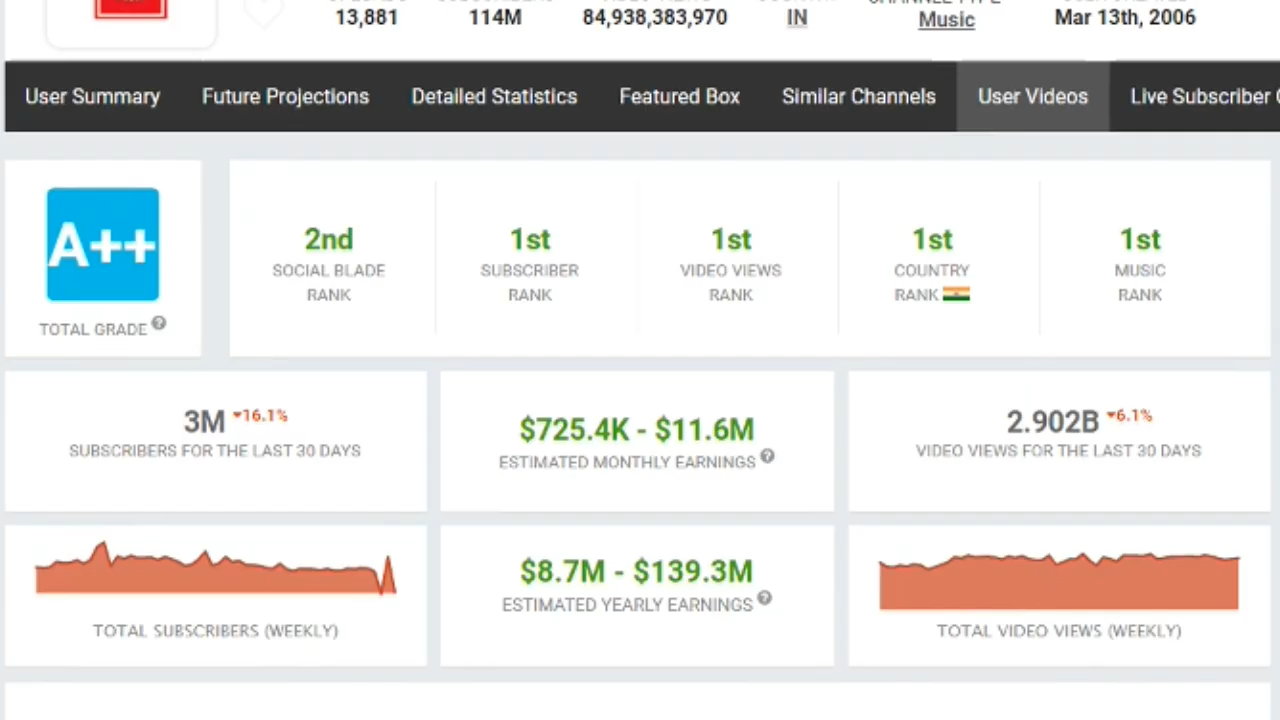 13,881 114M 84,938,383,970 IN Music Mar 13th, 2006
User Summary Future Projections Detailed Statistics Featured Box Similar Channels User Videos Live Subscriber
A++
TOTAL GRADE
2nd
SOCIAL BLADE
RANK
1st
SUBSCRIBER
RANK
1st
VIDEO VIEWS
RANK
1st
COUNTRY
RANK
1st
MUSIC
RANK
3M 16.1%
SUBSCRIBERS FOR THE LAST 30 DAYS
$725.4K - $11.6M
ESTIMATED MONTHLY EARNINGS
2.902B 6.1%
VIDEO VIEWS FOR THE LAST 30 DAYS
TOTAL SUBSCRIBERS (WEEKLY)
$8.7M - $139.3M
ESTIMATED YEARLY EARNINGS
TOTAL VIDEO VIEWS (WEEKLY)